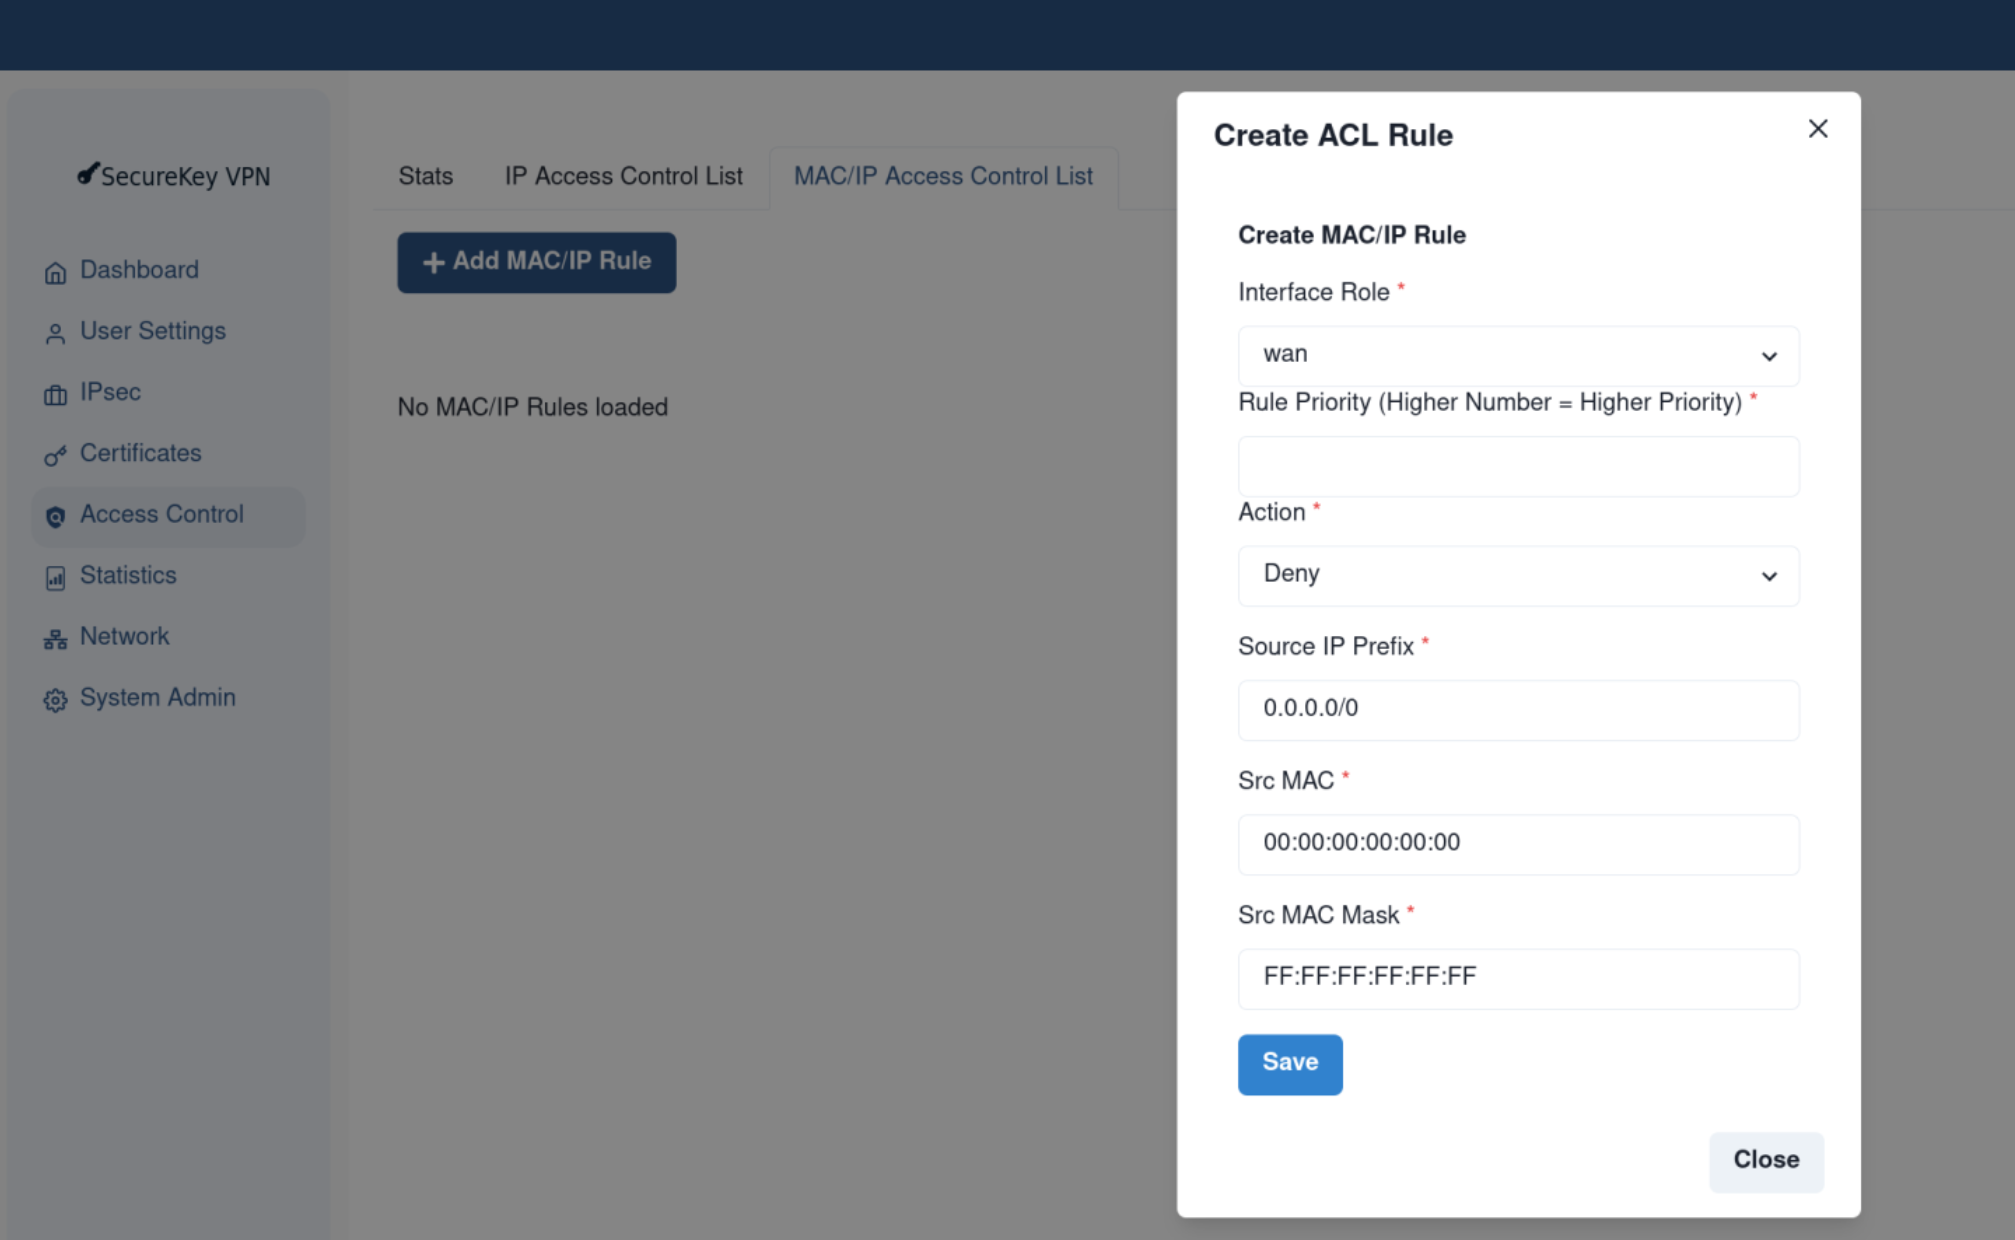 SecureKey VPN
Dashboard
User Settings
IPsec
Certificates
Access Control
Statistics
Network
System Admin
Stats
IP Access Control List
MAC/IP Access Control List
Add MAC/IP Rule
No MAC/IP Rules loaded
Create ACL Rule
Create MAC/IP Rule
Interface Role *
wan
Rule Priority (Higher Number = Higher Priority) *
Action *
Deny
Source IP Prefix *
0.0.0.0/0
Src MAC *
00:00:00:00:00:00
Src MAC Mask *
FF:FF:FF:FF:FF:FF
Save
Close